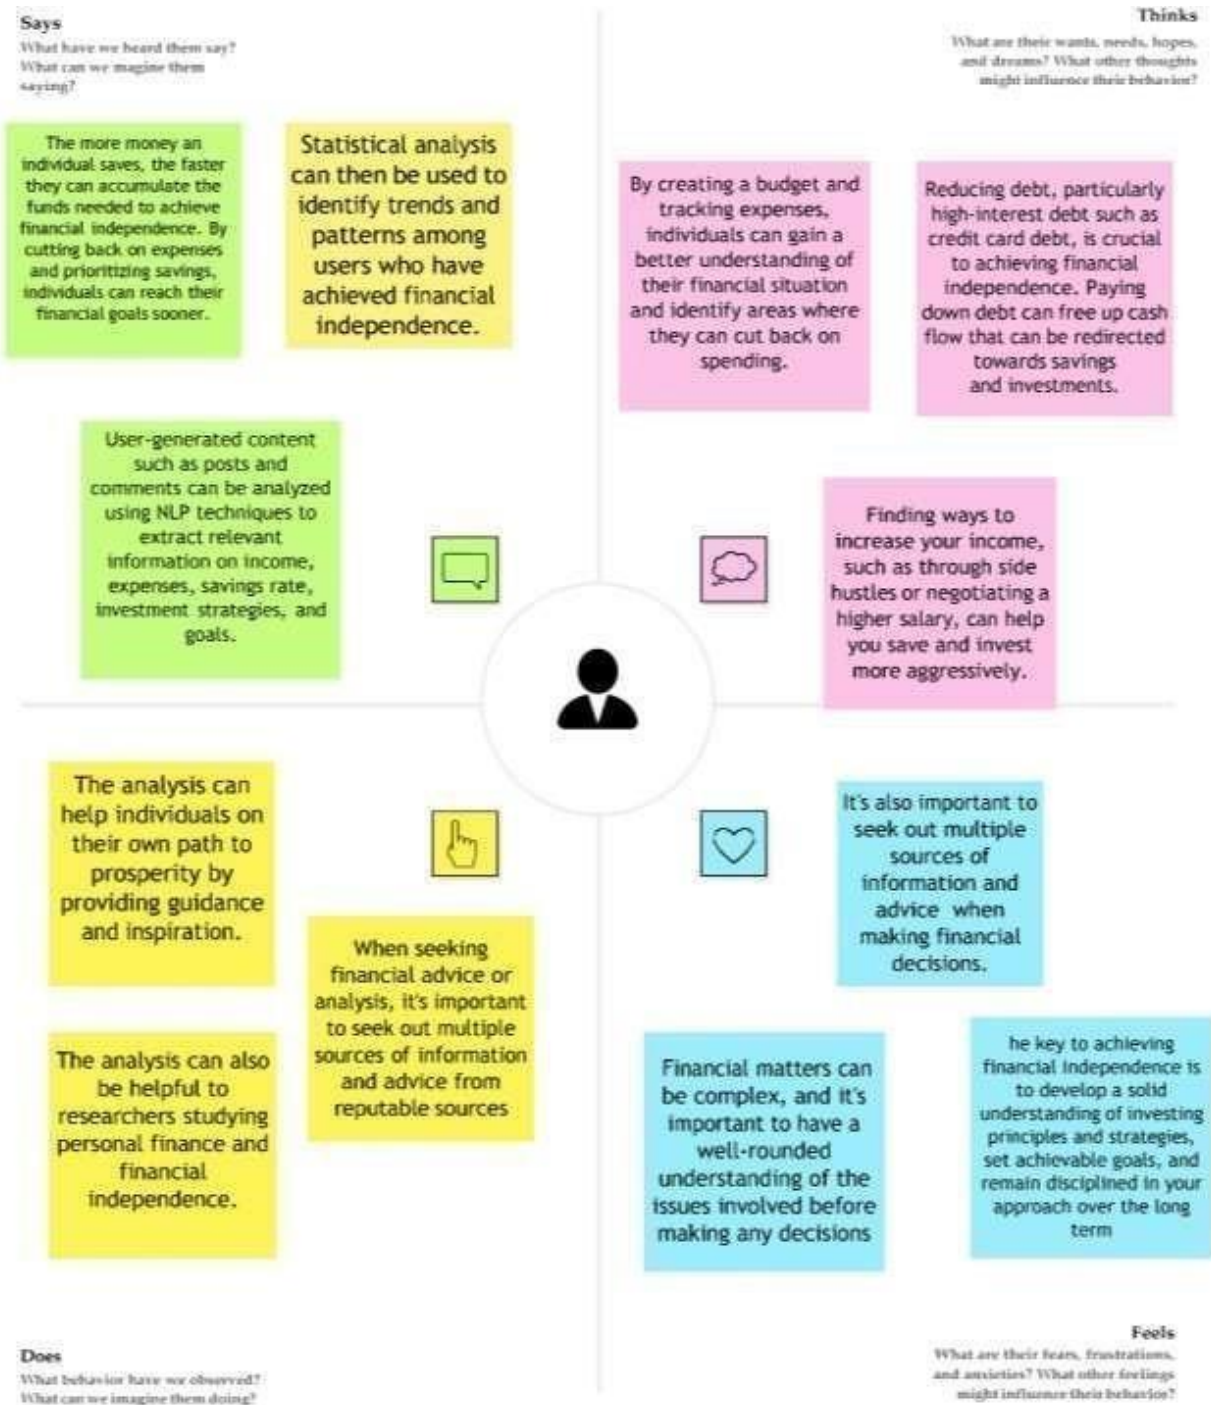 Says
What have we heard them say?
What can we magine them
saying?
The more money an
individual saves, the faster
they can accumulate the
funds needed to achieve
financial independence. By
cutting back on expenses
and prioritizing savings,
individuals can reach their
financial goals sooner.
Statistical analysis
can then be used to
identify trends and
patterns among
users who have
achieved financial
independence.
User-generated content
such as posts and
comments can be analyzed
using NLP techniques to
extract relevant
information on income,
expenses, savings rate,
investment strategies, and
goals.
Thinks
What are their wants, needs, hopes,
and dreams? What other thoughts
might influence their behavior?
By creating a budget and
tracking expenses,
individuals can gain a
better understanding of
their financial situation
and identify areas where
they can cut back on
spending.
Reducing debt, particularly
high-interest debt such as
credit card debt, is crucial
to achieving financial
independence. Paying
down debt can free up cash
flow that can be redirected
towards savings
and investments.
Finding ways to
increase your income,
such as through side
hustles or negotiating a
higher salary, can help
you save and invest
more aggressively.
The analysis can
help individuals on
their own path to
prosperity by
providing guidance
and inspiration.
When seeking
financial advice or
analysis, it's important
to seek out multiple
sources of information
and advice from
reputable sources
The analysis can also
be helpful to
researchers studying
personal finance and
financial
independence.
Does
What behavior have we observed?
What can we imagine them doing?
It's also important to
seek out multiple
sources of
information and
advice when
making financial
decisions.
Financial matters can
be complex, and it's
important to have a
well-rounded
understanding of the
issues involved before
making any decisions
he key to achieving
financial independence is
to develop a solid
understanding of investing
principles and strategies,
set achievable goals, and
remain disciplined in your
approach over the long
term
Feels
What are their fears, frustrations,
and anxieties? What other feelings
might influence their behavior?